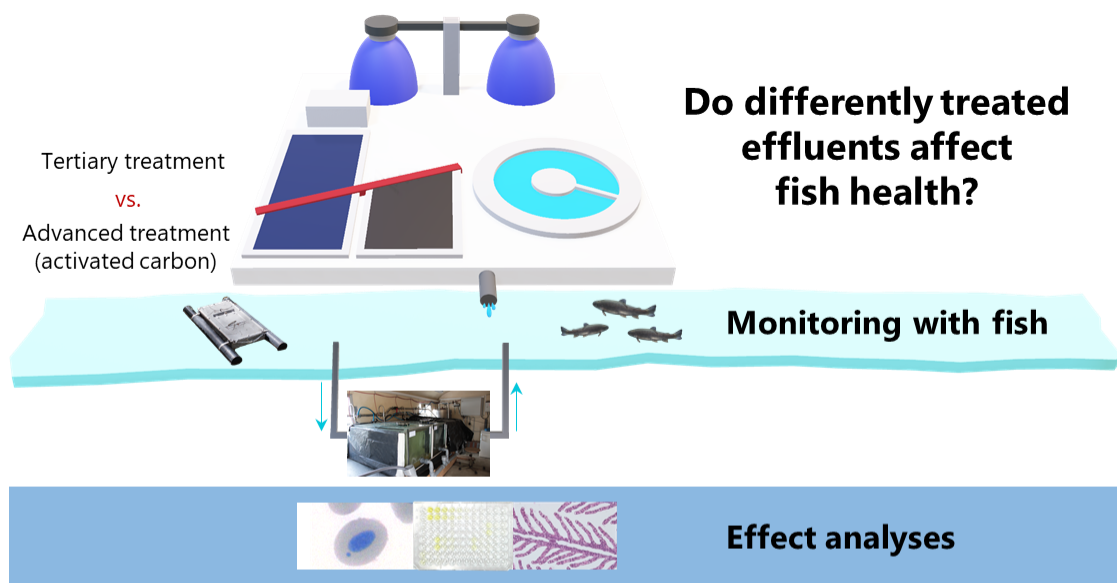 Do differently treated
effluents affect
fish health?
Tertiary treatment
vs.
Advanced treatment
(activated carbon)
Monitoring with fish
Effect analyses